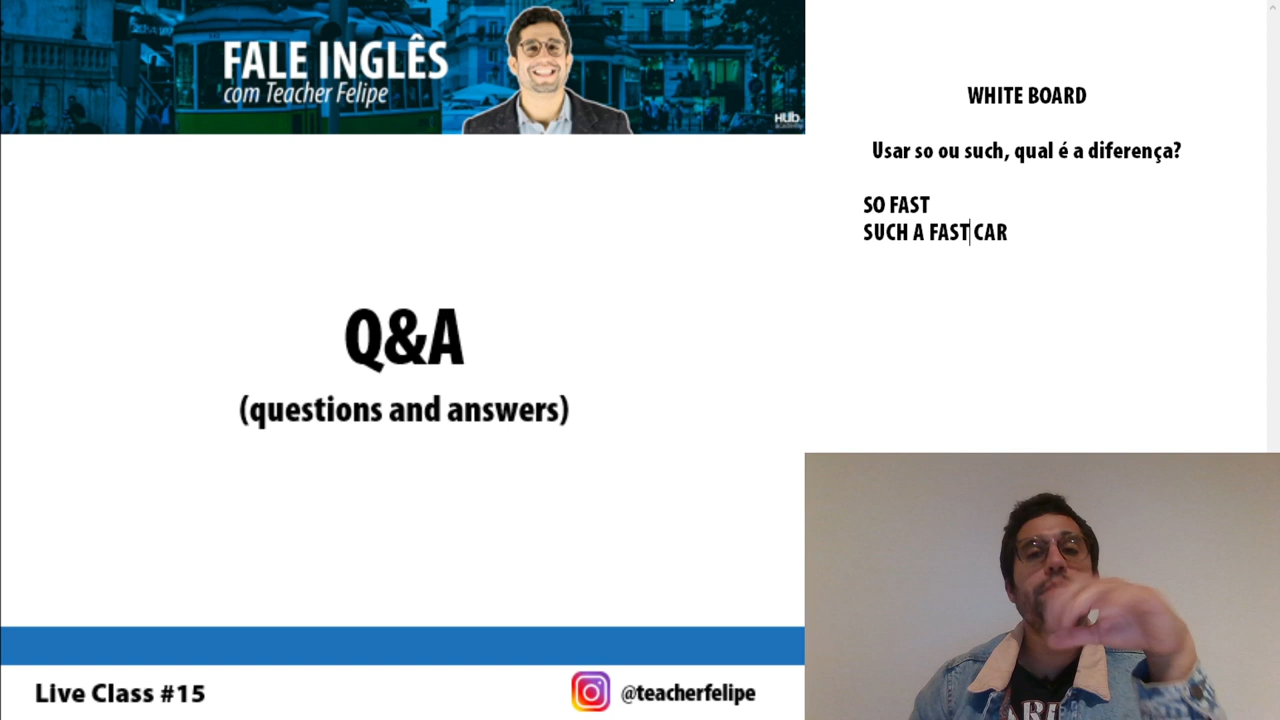 FALE INGLÊS
com Teacher Felipe
HUb
academy
WHITE BOARD
Usar so ou such, qual é a diferença?
SO FAST
SUCH A FAST CAR
Q&A
(questions and answers)
Live Class #15
@teacherfelipe